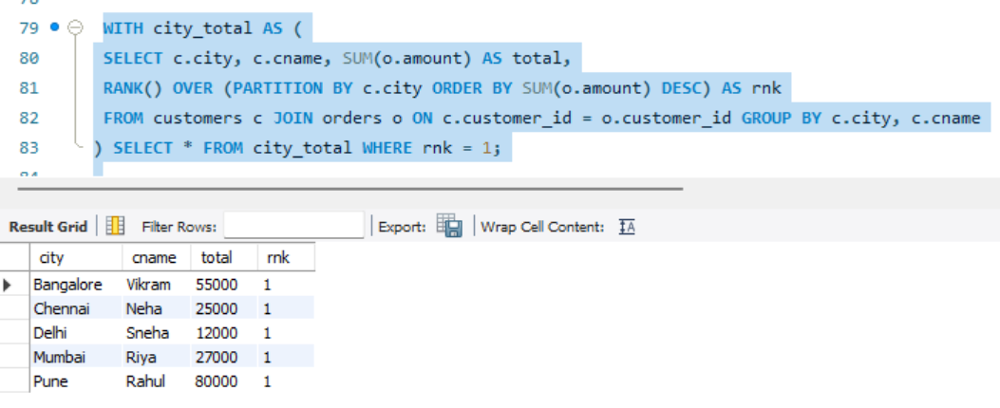 79 WITH city_total AS (
80 SELECT c.city, c.cname, SUM(o.amount) AS total,
81 RANK() OVER (PARTITION BY c.city ORDER BY SUM(o.amount) DESC) AS rnk
82 FROM customers c JOIN orders o ON c.customer_id = o.customer_id GROUP BY c.city, c.cname
83 ) SELECT * FROM city_total WHERE rnk = 1;
Result Grid Filter Rows: Export: Wrap Cell Content: IA
city cname total rnk
Bangalore Vikram 55000 1
Chennai Neha 25000 1
Delhi Sneha 12000 1
Mumbai Riya 27000 1
Pune Rahul 80000 1